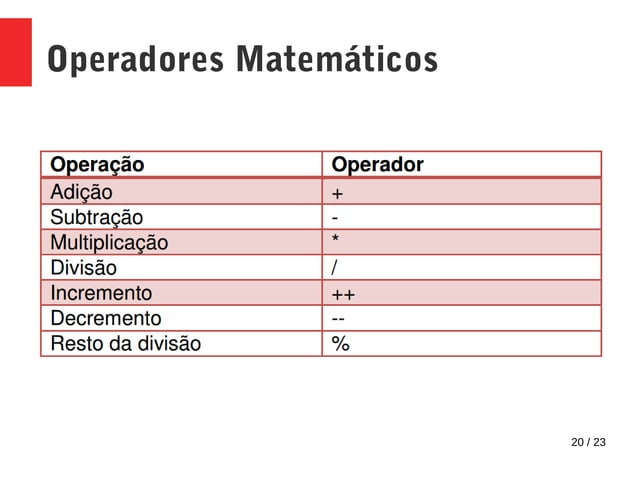 Operadores Matemáticos
Operação Operador
Adição +
Subtração -
Multiplicação *
Divisão /
Incremento ++
Decremento --
Resto da divisão %
20 / 23